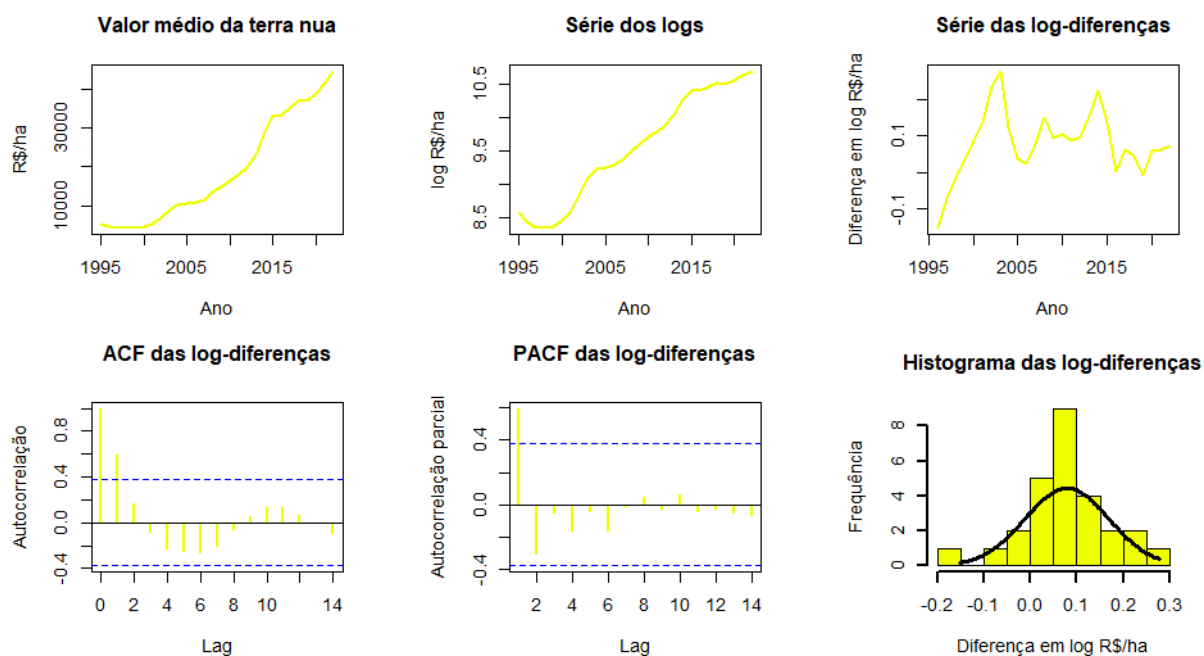 Valor médio da terra nua
R$/ha
10000
30000
1995
2005
2015
Ano
Série dos logs
log R$/ha
8.5
9.5
10.5
1995
2005
2015
Ano
Série das log-diferenças
Diferença em log R$/ha
-0.1
0.1
1995
2005
2015
Ano
ACF das log-diferenças
Autocorrelação
-0.4
0.0
0.4
0.8
0
2
4
6
8
10
14
Lag
PACF das log-diferenças
Autocorrelação parcial
-0.4
0.0
0.4
2
4
6
8
10
12
14
Lag
Histograma das log-diferenças
Frequência
0
2
4
6
8
-0.2
-0.1
0.0
0.1
0.2
0.3
Diferença em log R$/ha